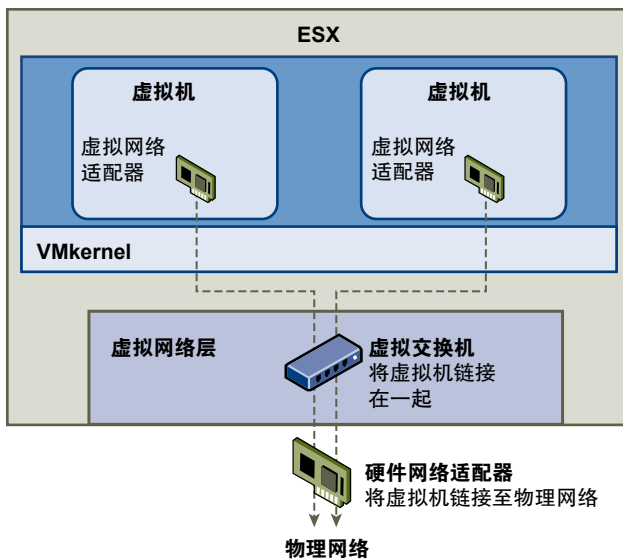 ESX
虚拟机
虚拟网络
适配器
虚拟机
虚拟网络
适配器
VMkernel
虚拟网络层
虚拟交换机
将虚拟机链接
在一起
硬件网络适配器
将虚拟机链接至物理网络
物理网络